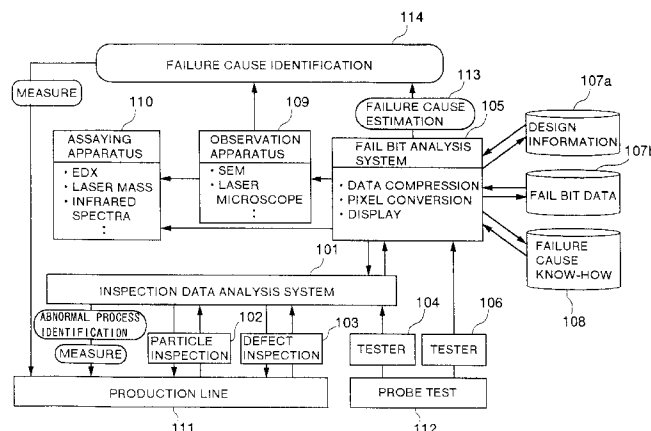 114
FAILURE CAUSE IDENTIFICATION
MEASURE
113
FAILURE CAUSE
ESTIMATION
110
ASSAYING
APPARATUS
• EDX
• LASER MASS
• INFRARED
SPECTRA
:
109
OBSERVATION
APPARATUS
• SEM
• LASER
MICROSCOPE
:
105
FAIL BIT ANALYSIS
SYSTEM
• DATA COMPRESSION
• PIXEL CONVERSION
• DISPLAY
107a
DESIGN
INFORMATION
107b
FAIL BIT DATA
FAILURE
CAUSE
KNOW-HOW
108
101
INSPECTION DATA ANALYSIS SYSTEM
ABNORMAL PROCESS
IDENTIFICATION
MEASURE
102
PARTICLE
INSPECTION
103
DEFECT
INSPECTION
104
TESTER
106
TESTER
PRODUCTION LINE
111
PROBE TEST
112